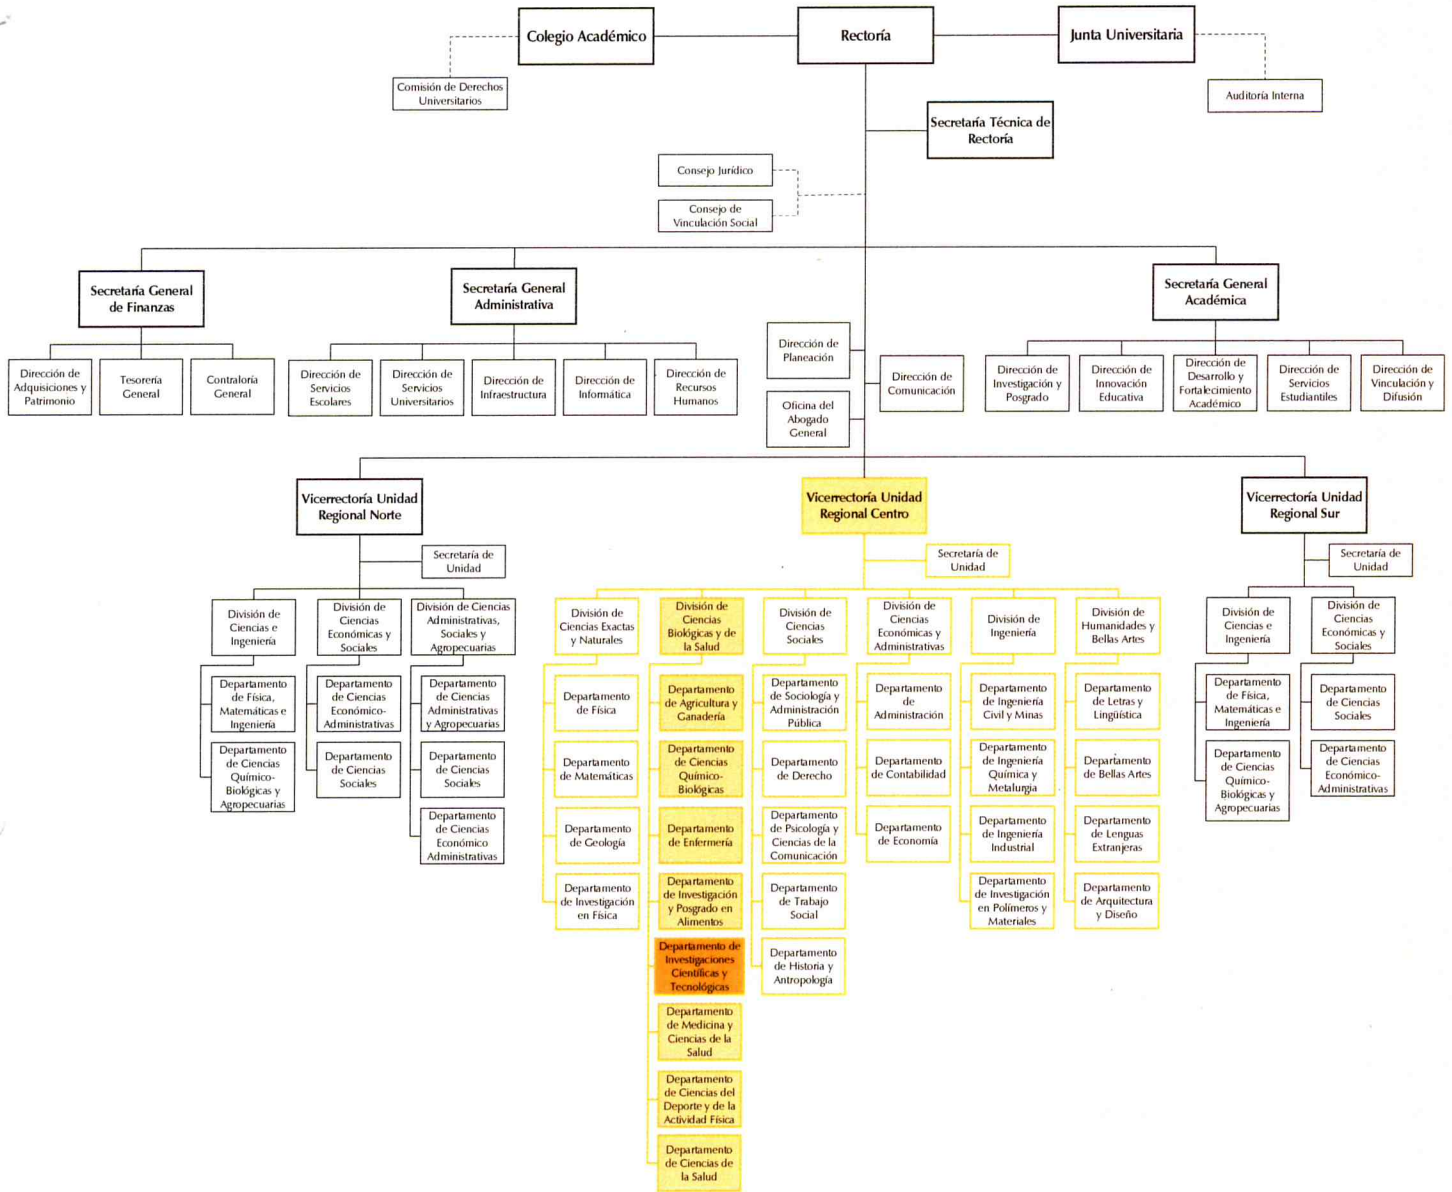 Colegio Académico
Rectoría
Junta Universitaria
Comisión de Derechos
Universitarios
Auditoría Interna
Secretaría Técnica de
Rectoría
Consejo Jurídico
Consejo de
Vinculación Social
Secretaría General
de Finanzas
Secretaría General
Administrativa
Secretaría General
Académica
Dirección de
Adquisiciones y
Patrimonio
Tesorería
General
Contraloría
General
Dirección de
Servicios
Escolares
Dirección de
Servicios
Universitarios
Dirección de
Infraestructura
Dirección de
Informática
Dirección de
Recursos
Humanos
Dirección de
Planeación
Dirección de
Comunicación
Oficina del
Abogado
General
Dirección de
Investigación y
Posgrado
Dirección de
Innovación
Educativa
Dirección de
Desarrollo y
Fortalecimiento
Académico
Dirección de
Servicios
Estudiantiles
Dirección de
Vinculación y
Difusión
Vicerrectoría Unidad
Regional Norte
Vicerrectoría Unidad
Regional Centro
Vicerrectoría Unidad
Regional Sur
Secretaría de
Unidad
Secretaría de
Unidad
Secretaría de
Unidad
División de
Ciencias e
Ingeniería
División de
Ciencias
Económicas y
Sociales
División de Ciencias
Administrativas,
Sociales y
Agropecuarias
División de
Ciencias Exactas
y Naturales
División de
Ciencias
Biológicas y de
la Salud
División de
Ciencias
Sociales
División de
Ciencias
Económicas y
Administrativas
División de
Ingeniería
División de
Humanidades y
Bellas Artes
División de
Ciencias e
Ingeniería
División de
Ciencias
Económicas y
Sociales
Departamento
de Física,
Matemáticas e
Ingeniería
Departamento
de Ciencias
Económico-
Administrativas
Departamento
de Ciencias
Administrativas
y Agropecuarias
Departamento
de Física
Departamento
de Agricultura y
Ganadería
Departamento
de Sociología y
Administración
Pública
Departamento
de
Administración
Departamento
de Ingeniería
Civil y Minas
Departamento
de Letras y
Lingüística
Departamento
de Física,
Matemáticas e
Ingeniería
Departamento
de Ciencias
Sociales
Departamento
de Ciencias
Químico-
Biológicas y
Agropecuarias
Departamento
de Ciencias
Sociales
Departamento
de Ciencias
Sociales
Departamento
de Matemáticas
Departamento
de Ciencias
Químico-
Biológicas
Departamento
de Derecho
Departamento
de Contabilidad
Departamento
de Ingeniería
Química y
Metalurgia
Departamento
de Bellas Artes
Departamento
de Ciencias
Químico-
Biológicas y
Agropecuarias
Departamento
de Ciencias
Económico-
Administrativas
Departamento
de Ciencias
Económico
Administrativas
Departamento
de Geología
Departamento
de Enfermería
Departamento
de Psicología y
Ciencias de la
Comunicación
Departamento
de Economía
Departamento
de Ingeniería
Industrial
Departamento
de Lenguas
Extranjeras
Departamento
de Investigación
en Física
Departamento
de Investigación
y Posgrado en
Alimentos
Departamento
de Trabajo
Social
Departamento
de Investigación
en Polímeros y
Materiales
Departamento
de Arquitectura
y Diseño
Departamento de
Investigaciones
Científicas y
Tecnológicas
Departamento
de Historia y
Antropología
Departamento
de Medicina y
Ciencias de la
Salud
Departamento
de Ciencias del
Deporte y de la
Actividad Física
Departamento
de Ciencias de
la Salud